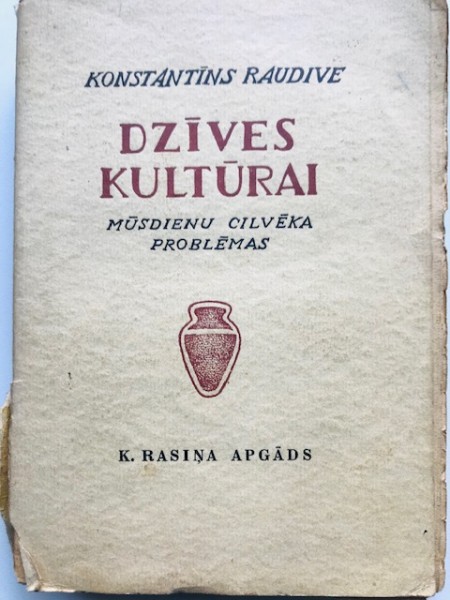 KONSTANTĪNS RAUDIVE
DZĪVES
KULTŪRAI
MŪSDIENU CILVĒKA
PROBLĒMAS
K. RASIŅA APGĀDS